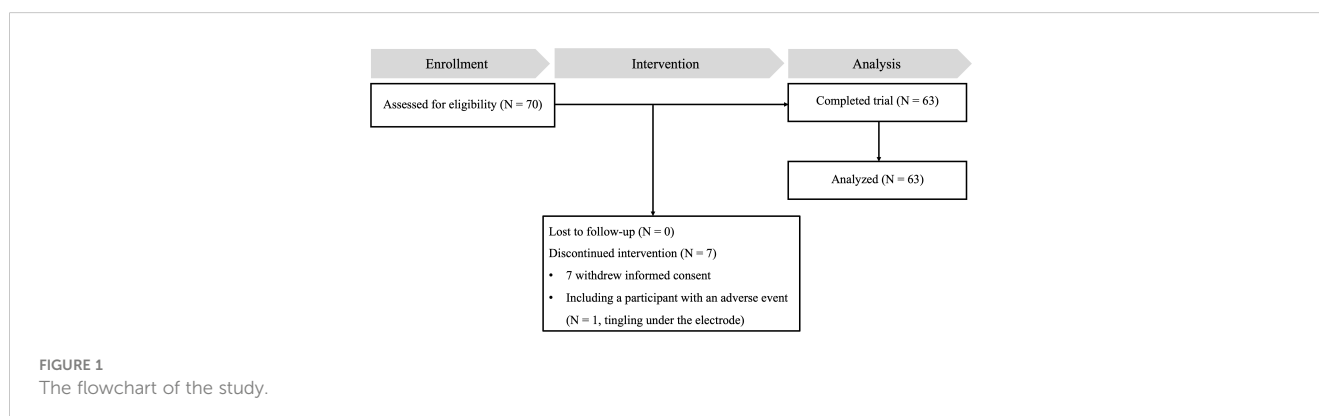 Enrollment
Intervention
Analysis
Assessed for eligibility (N = 70)
Completed trial (N = 63)
Analyzed (N = 63)
Lost to follow-up (N = 0)
Discontinued intervention (N = 7)
• 7 withdrew informed consent
• Including a participant with an adverse event
(N = 1, tingling under the electrode)
FIGURE 1
The flowchart of the study.